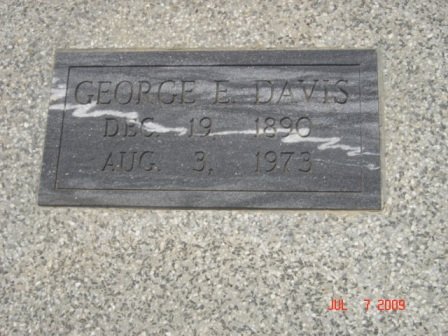 GEORGE E. DAVIS
DEC. 19. 1890
AUG. 3, 1973
JUL 7 2009